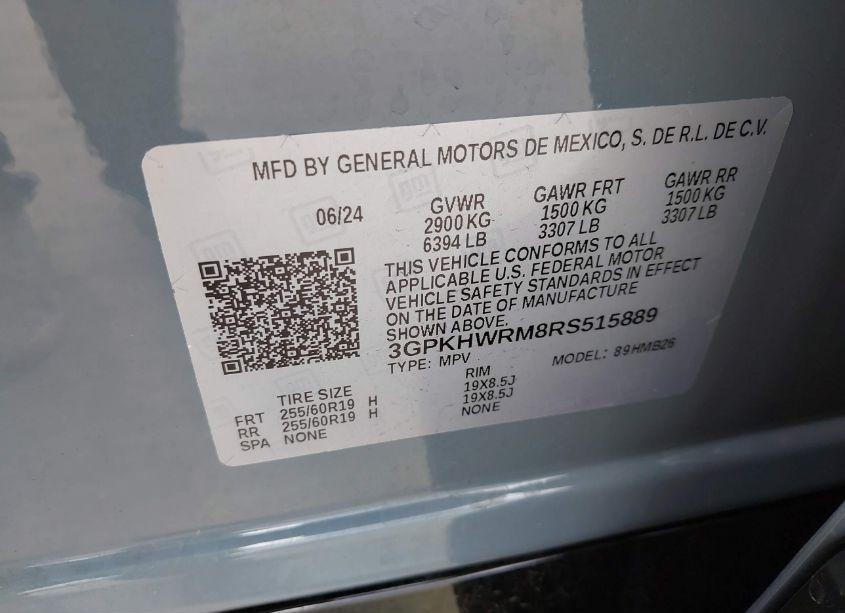 MFD BY GENERAL MOTORS DE MEXICO, S. DE R.L. DE C.V.
06/24 GVWR GAWR FRT GAWR RR
2900 KG 1500 KG 1500 KG
6394 LB 3307 LB 3307 LB
THIS VEHICLE CONFORMS TO ALL
APPLICABLE U.S. FEDERAL MOTOR
VEHICLE SAFETY STANDARDS IN EFFECT
ON THE DATE OF MANUFACTURE
SHOWN ABOVE.
3GPKHWRM8RS515889
TYPE: MPV MODEL: 89HMB26
TIRE SIZE RIM
FRT 255/60R19 H 19X8.5J
RR 255/60R19 H 19X8.5J
SPA NONE NONE